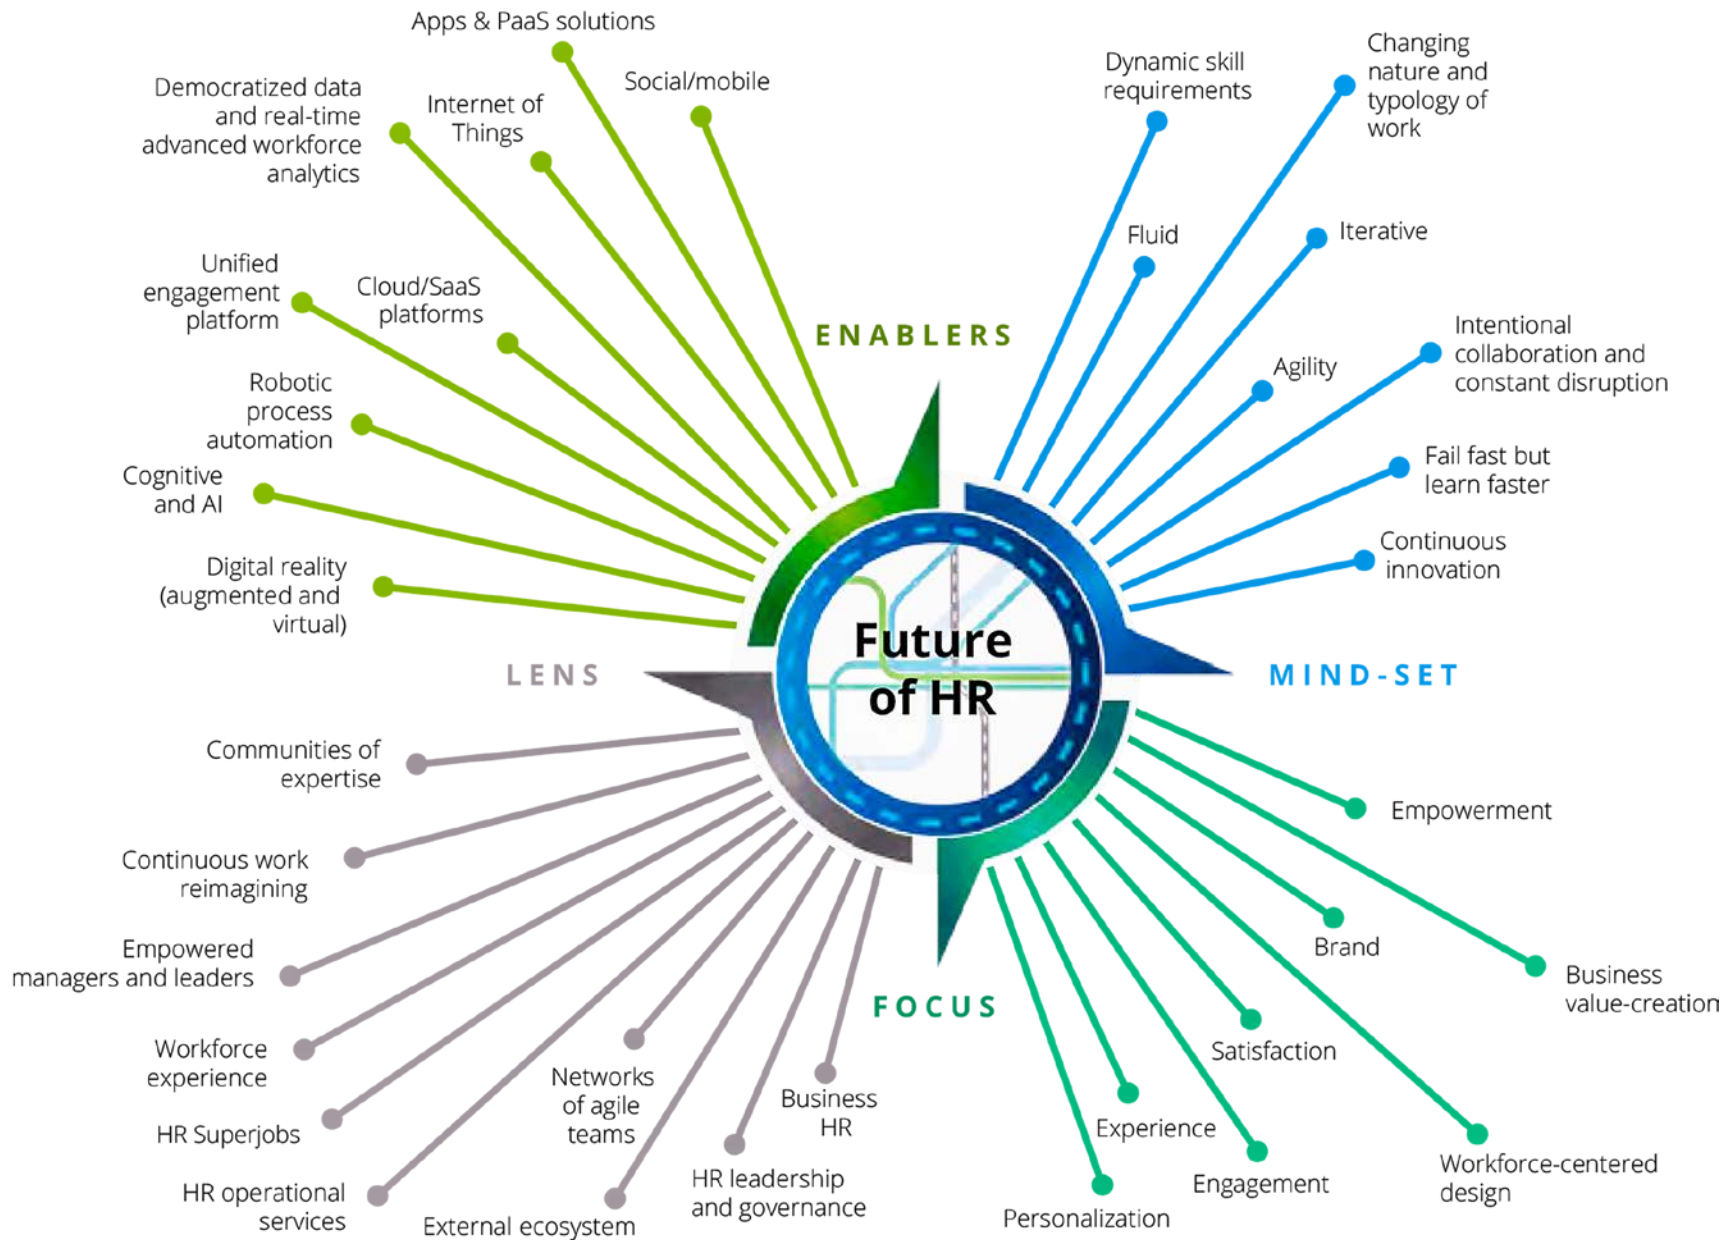 Apps & PaaS solutions
Social/mobile
Democratized data
and real-time
advanced workforce
analytics
Internet of
Things
Unified
engagement
platform
Cloud/SaaS
platforms
Robotic
process
automation
Cognitive
and AI
Digital reality
(augmented and
virtual)
ENABLERS
Dynamic skill
requirements
Changing
nature and
typology of
work
Fluid
Iterative
Agility
Intentional
collaboration and
constant disruption
Fail fast but
learn faster
Continuous
innovation
MIND-SET
Future
of HR
LENS
Communities of
expertise
Continuous work
reimagining
Empowered
managers and leaders
Workforce
experience
HR Superjobs
HR operational
services
Networks
of agile
teams
External ecosystem
HR leadership
and governance
Business
HR
FOCUS
Empowerment
Business
value-creation
Brand
Workforce-centered
design
Satisfaction
Engagement
Experience
Personalization